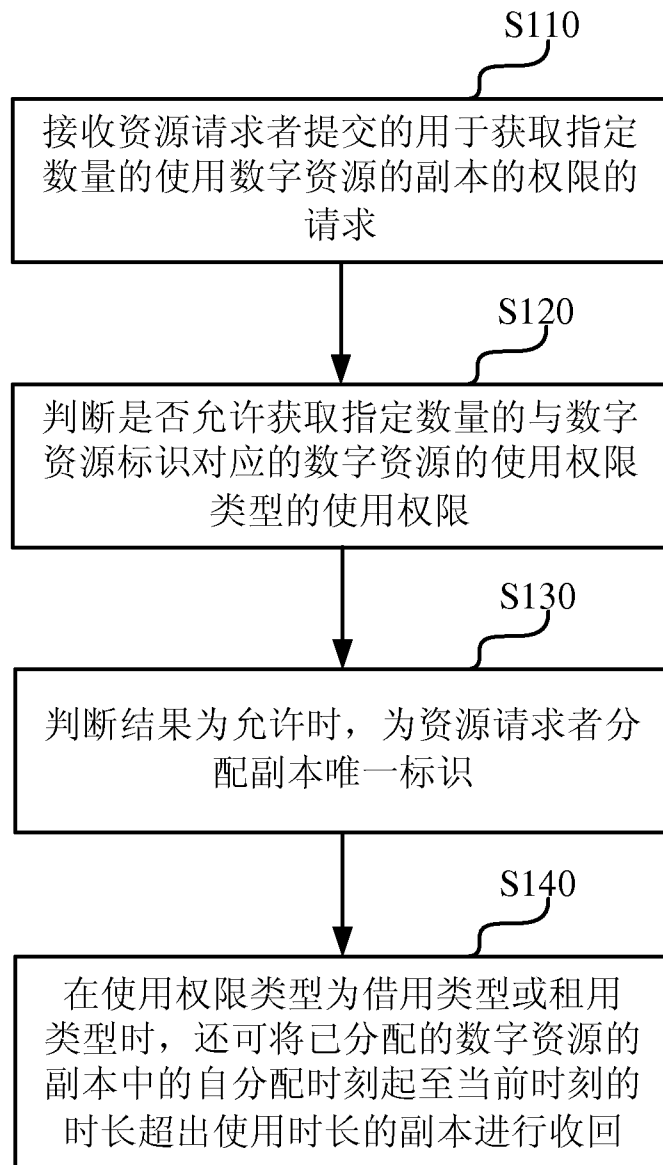 S110
接收资源请求者提交的用于获取指定
数量的使用数字资源的副本的权限的
请求
S120
判断是否允许获取指定数量的与数字
资源标识对应的数字资源的使用权限
类型的使用权限
S130
判断结果为允许时，为资源请求者分
配副本唯一标识
S140
在使用权限类型为借用类型或租用
类型时，还可将已分配的数字资源的
副本中的自分配时刻起至当前时刻的
时长超出使用时长的副本进行收回